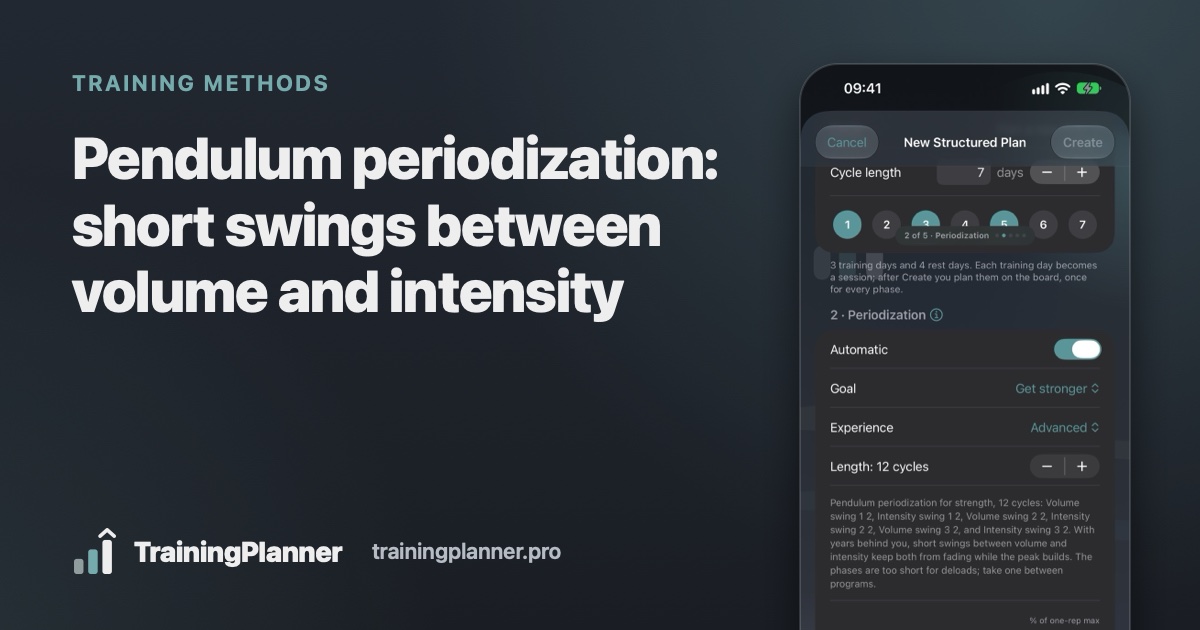 TRAINING METHODS
Pendulum periodization:
short swings between
volume and intensity
TrainingPlanner
trainingplanner.pro
09:41
Cancel
New Structured Plan
Create
Cycle length
7
days
− +
1 2 3 4 5 6 7
2 of 5 · Periodization
3 training days and 4 rest days. Each training day becomes
a session; after Create you plan them on the board, once
for every phase.
2 · Periodization
Automatic
Goal
Get stronger
Experience
Advanced
Length: 12 cycles
− +
Pendulum periodization for strength, 12 cycles: Volume
swing 1 2, Intensity swing 1 2, Volume swing 2 2, Intensity
swing 2 2, Volume swing 3 2, and Intensity swing 3 2. With
years behind you, short swings between volume and
intensity keep both from fading while the peak builds. The
phases are too short for deloads; take one between
programs.
% of one-rep max